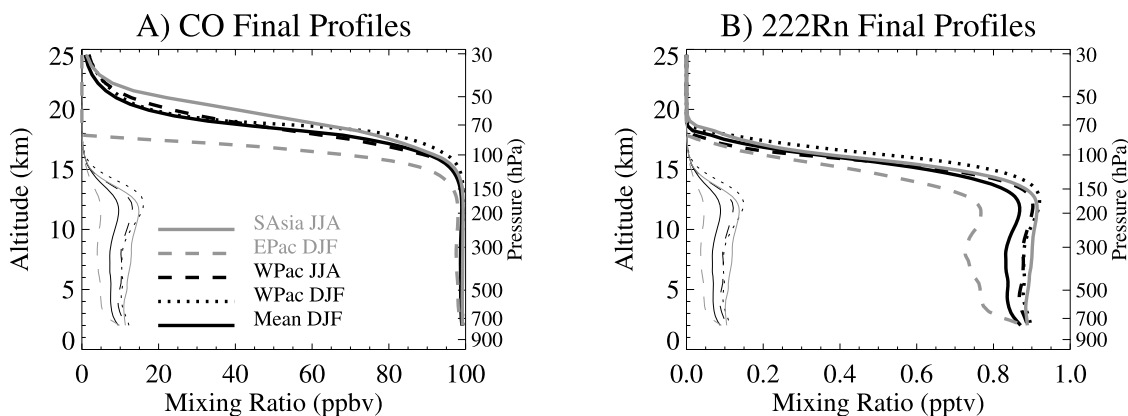 A) CO Final Profiles
25
20
15
10
5
0
Altitude (km)
30
50
70
100
150
200
300
500
700
900
Pressure (hPa)
SAsia JJA
EPac DJF
WPac JJA
WPac DJF
Mean DJF
0 20 40 60 80 100
Mixing Ratio (ppbv)
B) 222Rn Final Profiles
25
20
15
10
5
0
Altitude (km)
30
50
70
100
150
200
300
500
700
900
Pressure (hPa)
0.0 0.2 0.4 0.6 0.8 1.0
Mixing Ratio (pptv)